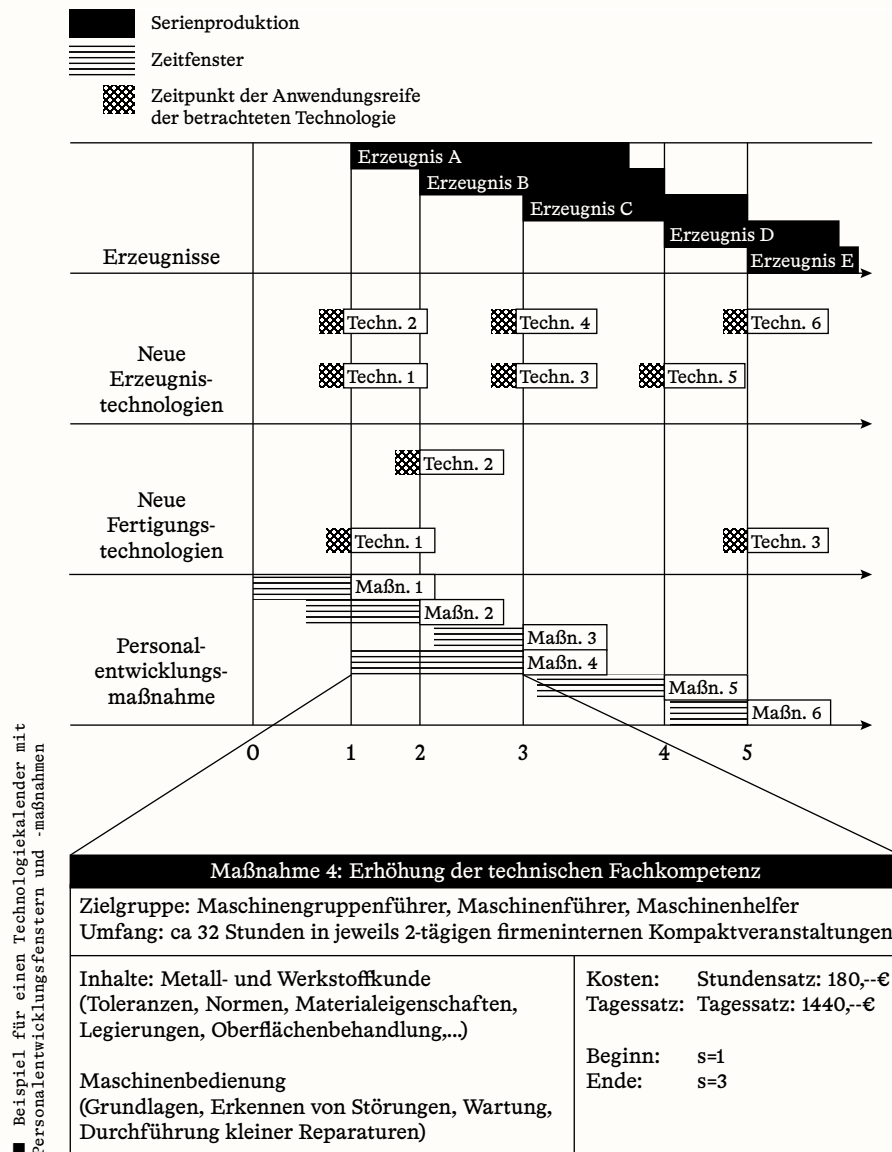 Serienproduktion
Zeitfenster
Zeitpunkt der Anwendungsreife
der betrachteten Technologie
Erzeugnis A
Erzeugnis B
Erzeugnis C
Erzeugnis D
Erzeugnisse
Erzeugnis E
Techn. 2
Techn. 4
Techn. 6
Neue
Erzeugnis-
technologien
Techn. 1
Techn. 3
Techn. 5
Techn. 2
Neue
Fertigungs-
technologien
Techn. 1
Techn. 3
Maßn. 1
Maßn. 2
Maßn. 3
Personal-
entwicklungs-
maßnahme
Maßn. 4
Maßn. 5
Maßn. 6
0 1 2 3 4 5
Maßnahme 4: Erhöhung der technischen Fachkompetenz
Zielgruppe: Maschinengruppenführer, Maschinenführer, Maschinenhelfer
Umfang: ca 32 Stunden in jeweils 2-tägigen firmeninternen Kompaktveranstaltungen
Inhalte: Metall- und Werkstoffkunde
(Toleranzen, Normen, Materialeigenschaften,
Legierungen, Oberflächenbehandlung,...)
Maschinenbedienung
(Grundlagen, Erkennen von Störungen, Wartung,
Durchführung kleiner Reparaturen)
Kosten: Stundensatz: 180,--€
Tagessatz: Tagessatz: 1440,--€
Beginn: s=1
Ende: s=3
Beispiel für einen Technologiekalender mit
Personalentwicklungsfenstern und -maßnahmen